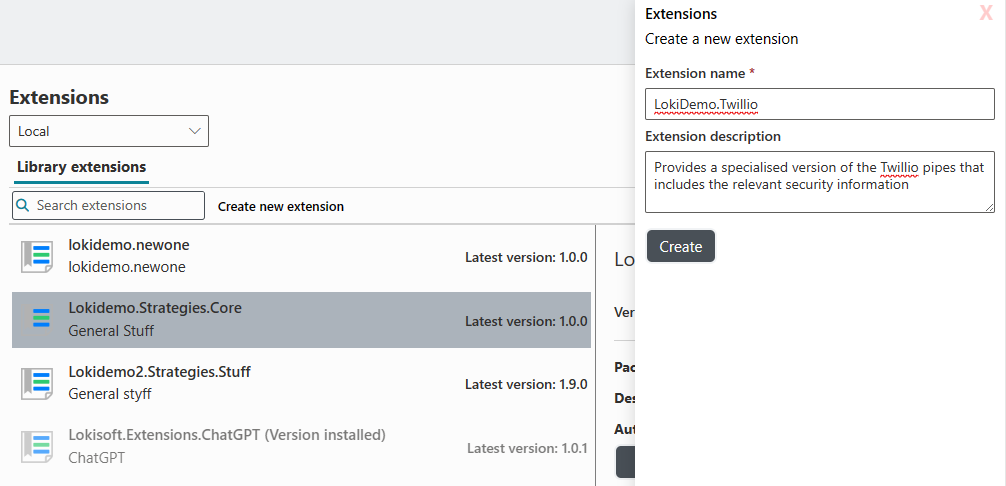 Extensions
Local
Library extensions
Search extensions
Create new extension
lokidemo.newone
lokidemo.newone
Latest version: 1.0.0
Lokidemo.Strategies.Core
General Stuff
Latest version: 1.0.0
Lokidemo2.Strategies.Stuff
General styff
Latest version: 1.9.0
Lokisoft.Extensions.ChatGPT (Version installed)
ChatGPT
Latest version: 1.0.1
Lo
Ver
Pac
Des
Aut
Extensions
X
Create a new extension
Extension name *
LokiDemo.Twillio
Extension description
Provides a specialised version of the Twillio pipes that
includes the relevant security information
Create